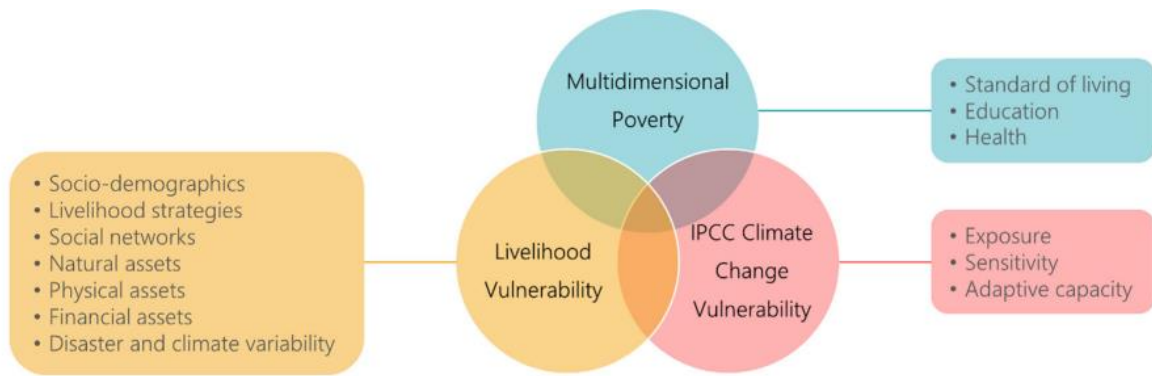 Multidimensional
Poverty
• Standard of living
• Education
• Health
• Socio-demographics
• Livelihood strategies
• Social networks
• Natural assets
• Physical assets
• Financial assets
• Disaster and climate variability
Livelihood
Vulnerability
IPCC Climate
Change
Vulnerability
• Exposure
• Sensitivity
• Adaptive capacity